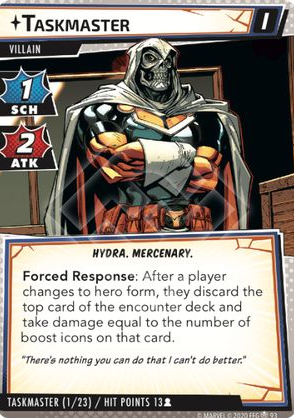 TASKMASTER
I
VILLAIN
1
SCH
2
ATK
HYDRA. MERCENARY.
Forced Response: After a player
changes to hero form, they discard the
top card of the encounter deck and
take damage equal to the number of
boost icons on that card.
"There's nothing you can do that I can't do better."
TASKMASTER (1/23) / HIT POINTS 13
© MARVEL © 2020 FFG 93